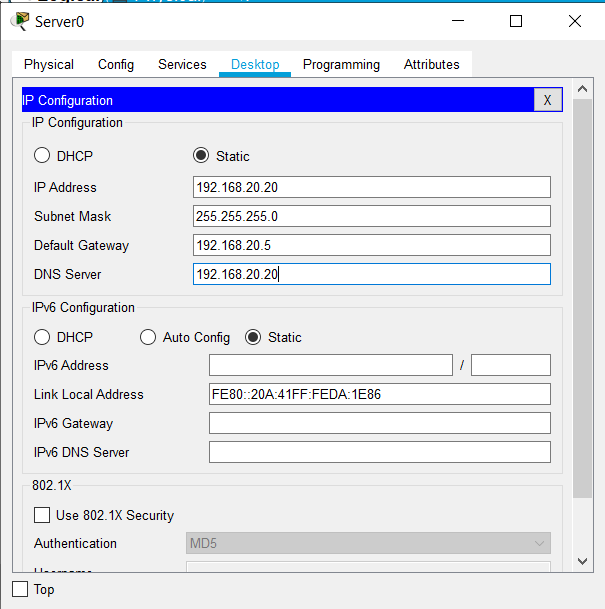 Server0
Physical Config Services Desktop Programming Attributes
IP Configuration X
IP Configuration
DHCP Static
IP Address 192.168.20.20
Subnet Mask 255.255.255.0
Default Gateway 192.168.20.5
DNS Server 192.168.20.20
IPv6 Configuration
DHCP Auto Config Static
IPv6 Address /
Link Local Address FE80::20A:41FF:FEDA:1E86
IPv6 Gateway
IPv6 DNS Server
802.1X
Use 802.1X Security
Authentication MD5
Top